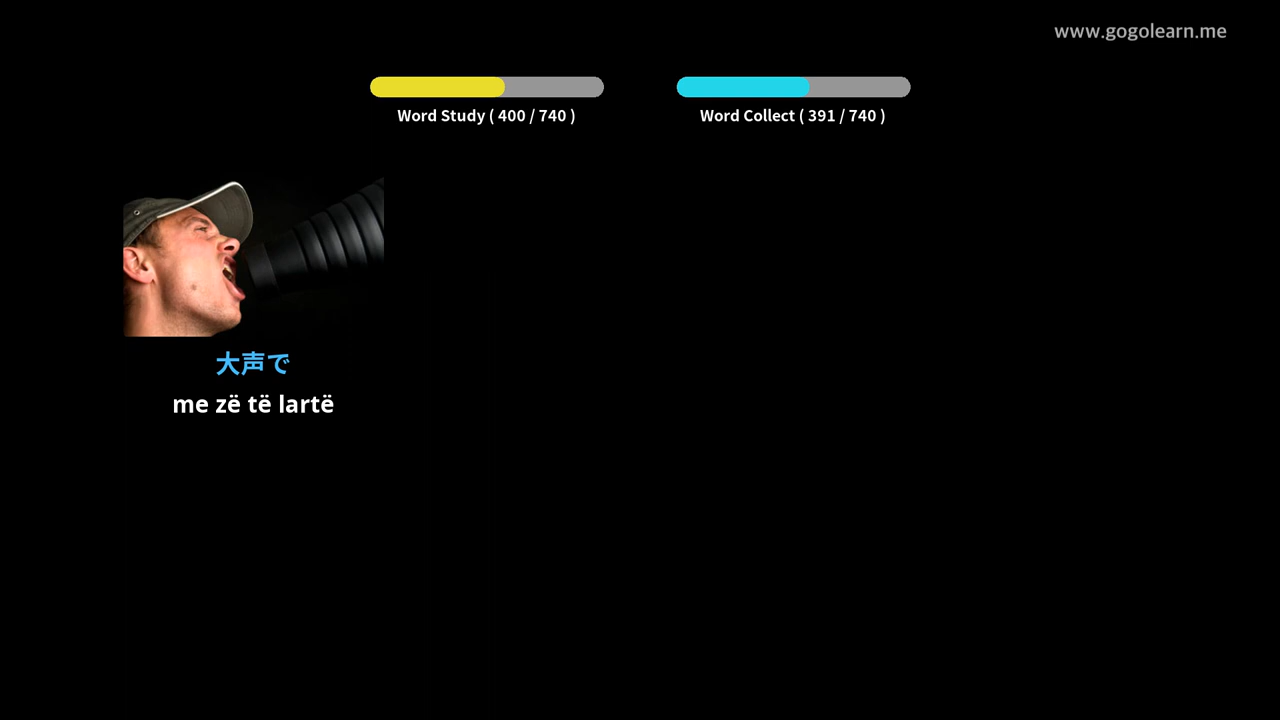 www.gogolearn.me
Word Study ( 400 / 740 )
Word Collect ( 391 / 740 )
大声で
me zë të lartë